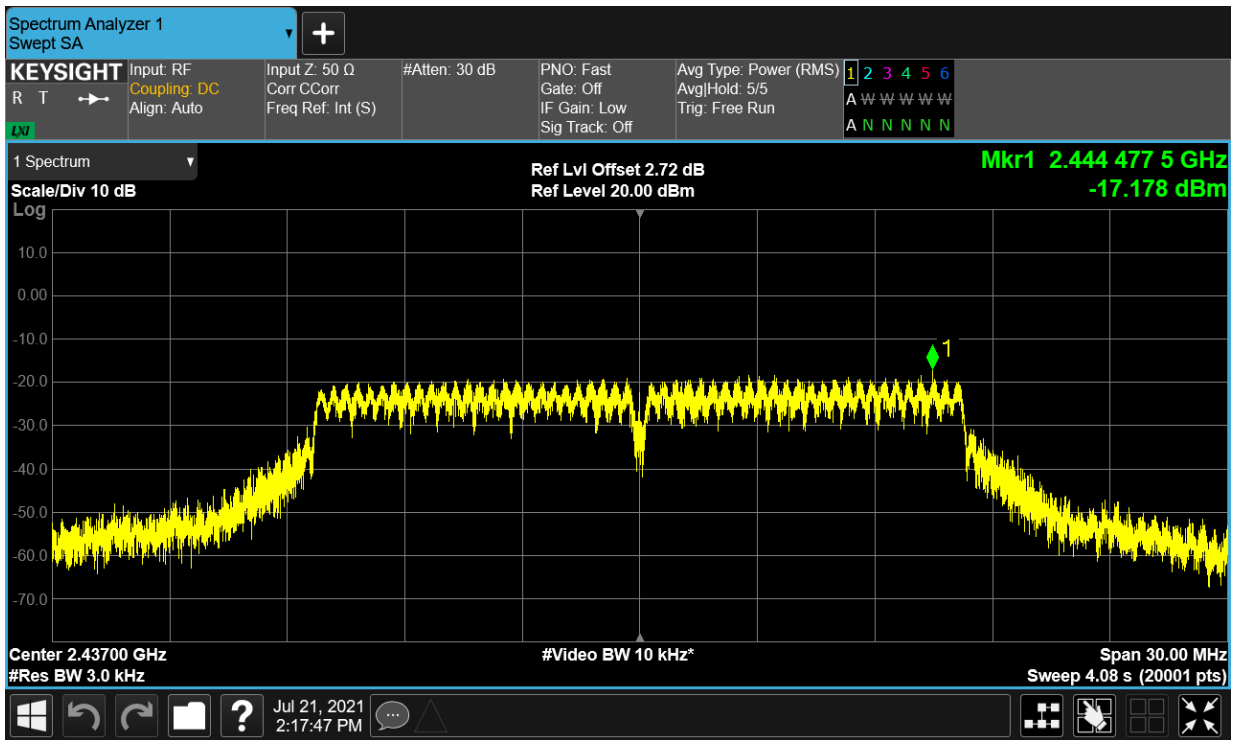 Spectrum Analyzer 1
Swept SA
+
KEYSIGHT
R T
LXI
Input: RF
Coupling: DC
Align: Auto
Input Z: 50 Ω
Corr CCorr
Freq Ref: Int (S)
#Atten: 30 dB
PNO: Fast
Gate: Off
IF Gain: Low
Sig Track: Off
Avg Type: Power (RMS)
Avg|Hold: 5/5
Trig: Free Run
1 2 3 4 5 6
A W W W W W
A N N N N N
1 Spectrum
Scale/Div 10 dB
Ref Lvl Offset 2.72 dB
Ref Level 20.00 dBm
Mkr1 2.444 477 5 GHz
-17.178 dBm
Log
10.0
0.00
-10.0
-20.0
-30.0
-40.0
-50.0
-60.0
-70.0
1
Center 2.43700 GHz
#Res BW 3.0 kHz
#Video BW 10 kHz*
Span 30.00 MHz
Sweep 4.08 s (20001 pts)
?
Jul 21, 2021
2:17:47 PM